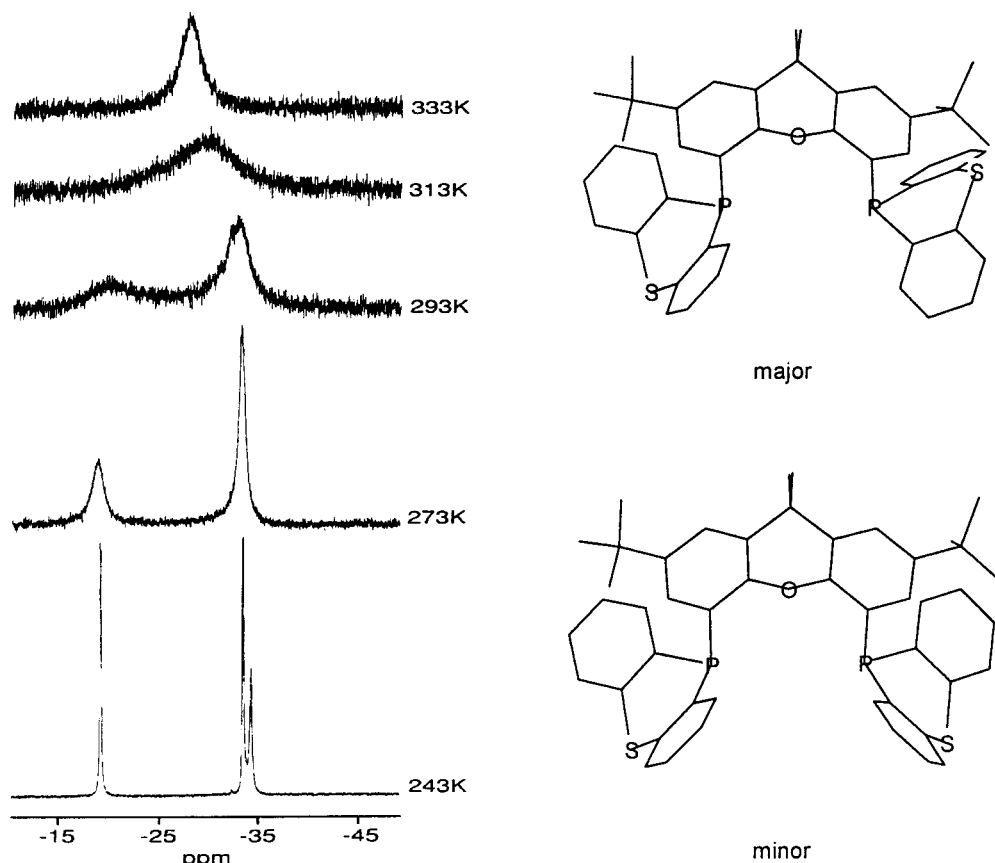 333K
313K
293K
273K
243K
-15 -25 -35 -45
ppm
O
P P
S
S
major
O
P P
S S
minor